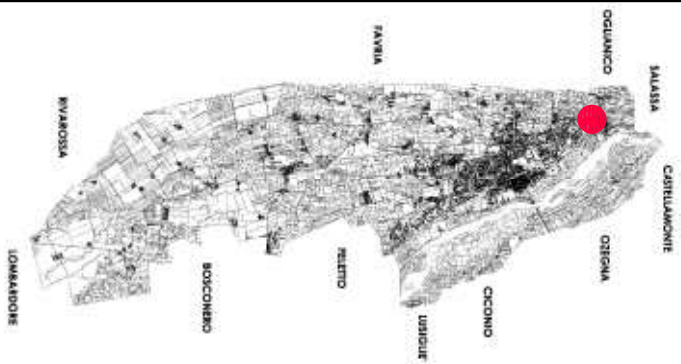 OGLIANICO
SALASSA
FAVRIA
RIVAROSSA
CASTELLAMONTE
OZEGNA
CICONIO
LUSIGLIE
FELETTO
BOSCONERO
LOMBARDORE